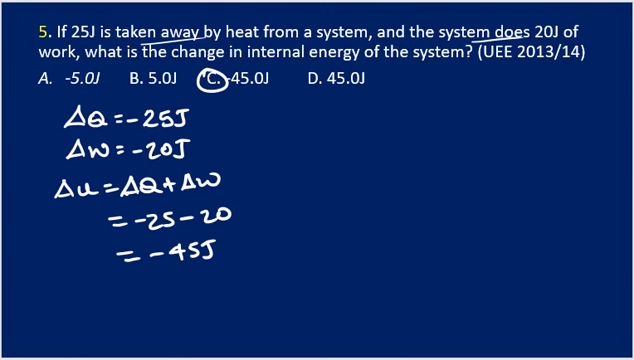 5. If 25J is taken away by heat from a system, and the system does 20J of
work, what is the change in internal energy of the system? (UEE 2013/14)
A. -5.0J B. 5.0J C. -45.0J D. 45.0J
ΔQ = -25J
ΔW = -20J
ΔU = ΔQ + ΔW
= -25 - 20
= -45J